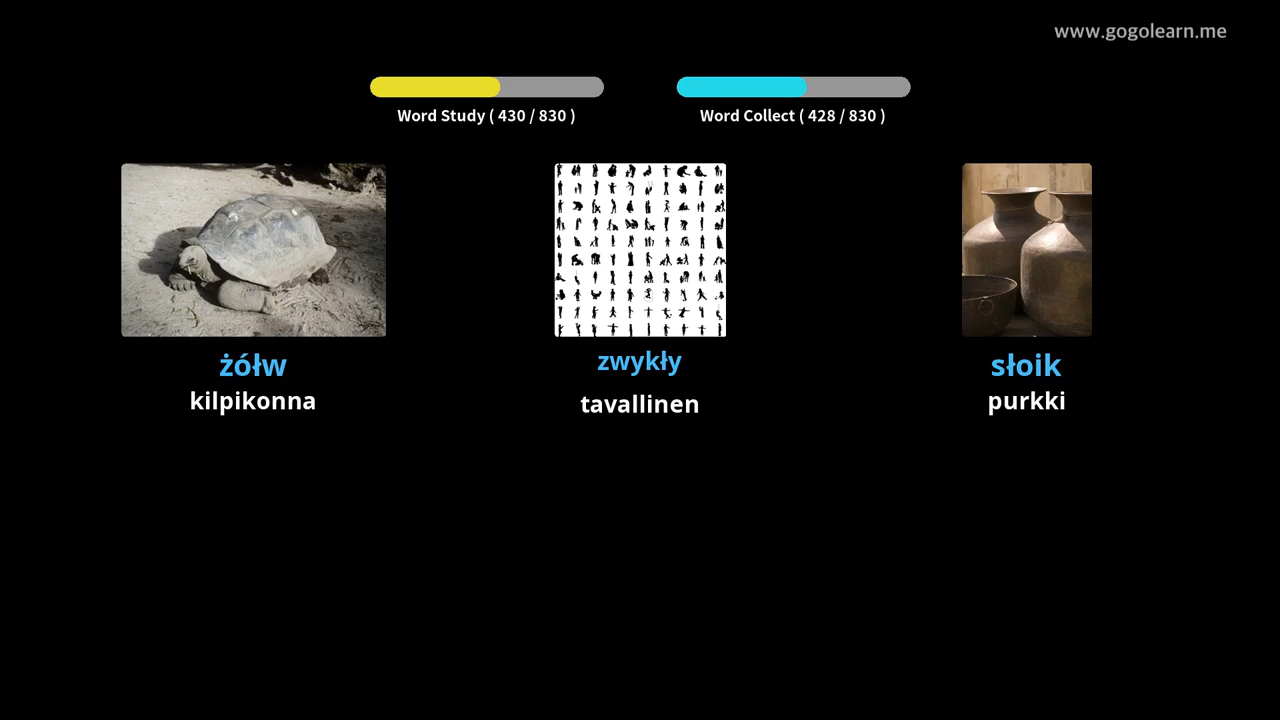 www.gogolearn.me
Word Study ( 430 / 830 )
Word Collect ( 428 / 830 )
żółw
kilpikonna
zwykły
tavallinen
słoik
purkki